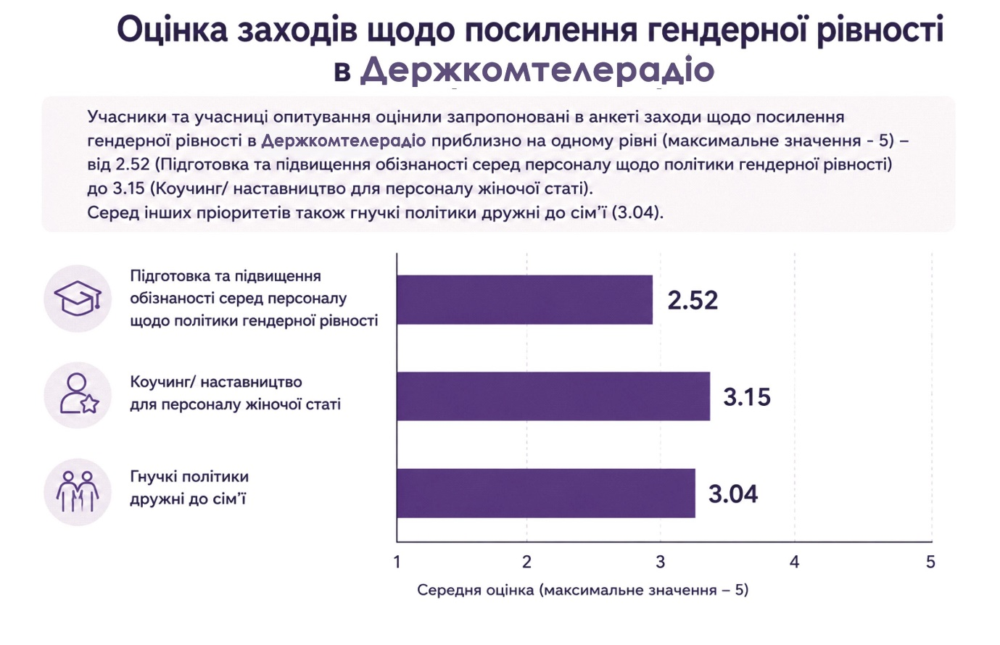 Оцінка заходів щодо посилення гендерної рівності
в Держкомтелерадіо
Учасники та учасниці опитування оцінили запропоновані в анкеті заходи щодо посилення
гендерної рівності в Держкомтелерадіо приблизно на одному рівні (максимальне значення - 5) –
від 2.52 (Підготовка та підвищення обізнаності серед персоналу щодо політики гендерної рівності)
до 3.15 (Коучинг/ наставництво для персоналу жіночої статі).
Серед інших пріоритетів також гнучкі політики дружні до сім’ї (3.04).
Підготовка та підвищення
обізнаності серед персоналу
щодо політики гендерної рівності
2.52
Коучинг/ наставництво
для персоналу жіночої статі
3.15
Гнучкі політики
дружні до сім’ї
3.04
1 2 3 4 5
Середня оцінка (максимальне значення – 5)